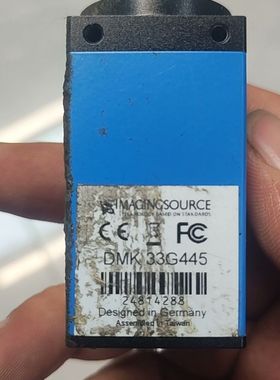 IMAGINGSOURCE
TECHNOLOGY BASED ON STANDARDS
CE FC
DMK 33G445
24814288
Designed in Germany
Assembled in Taiwan